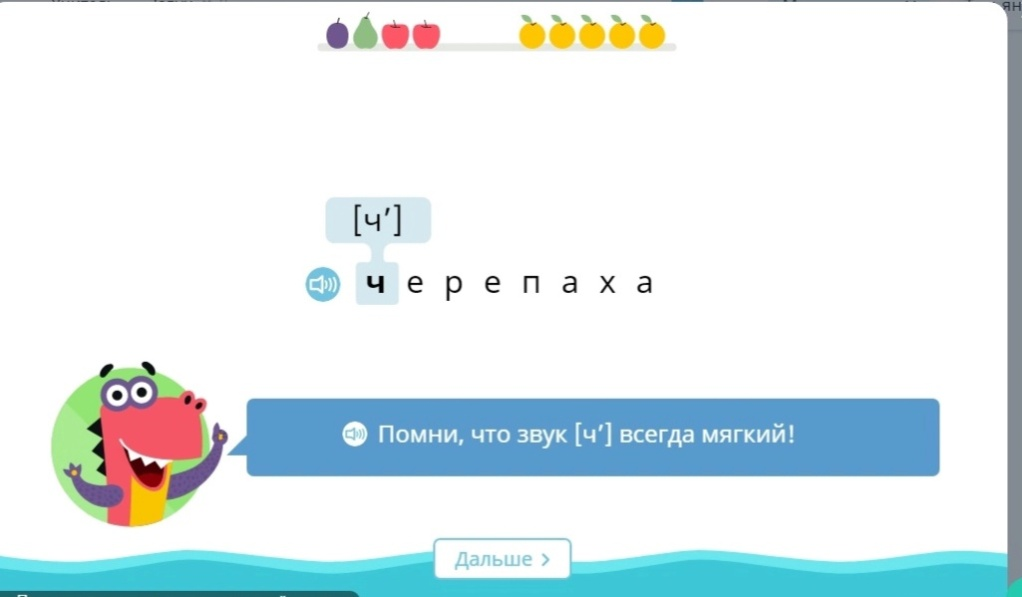 [ч′]
ч е р е п а х а
Помни, что звук [ч′] всегда мягкий!
Дальше >